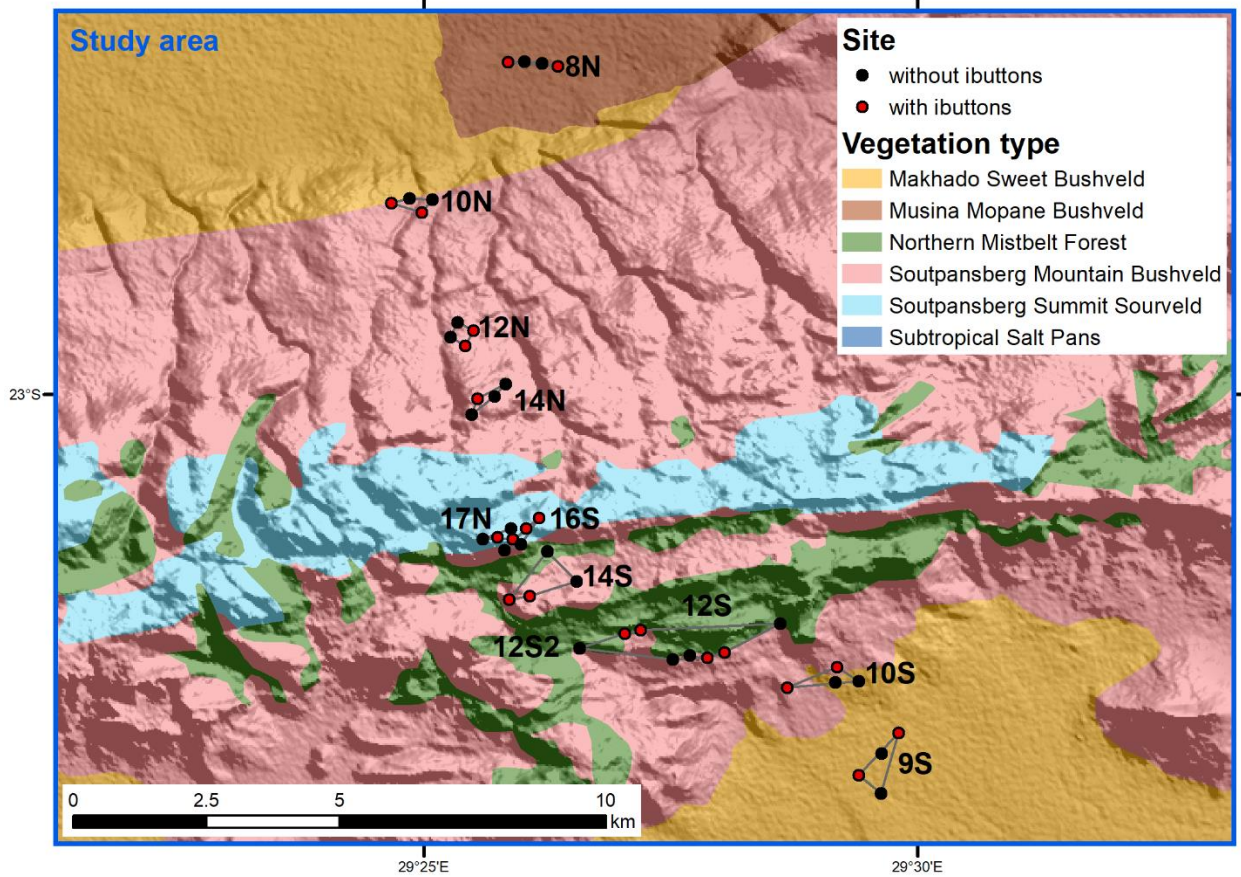 Study area
Site
without ibuttons
with ibuttons
Vegetation type
Makhado Sweet Bushveld
Musina Mopane Bushveld
Northern Mistbelt Forest
Soutpansberg Mountain Bushveld
Soutpansberg Summit Sourveld
Subtropical Salt Pans
8N
10N
12N
23°S
14N
17N
16S
14S
12S
12S2
10S
9S
0 2.5 5 10
km
29°25'E
29°30'E